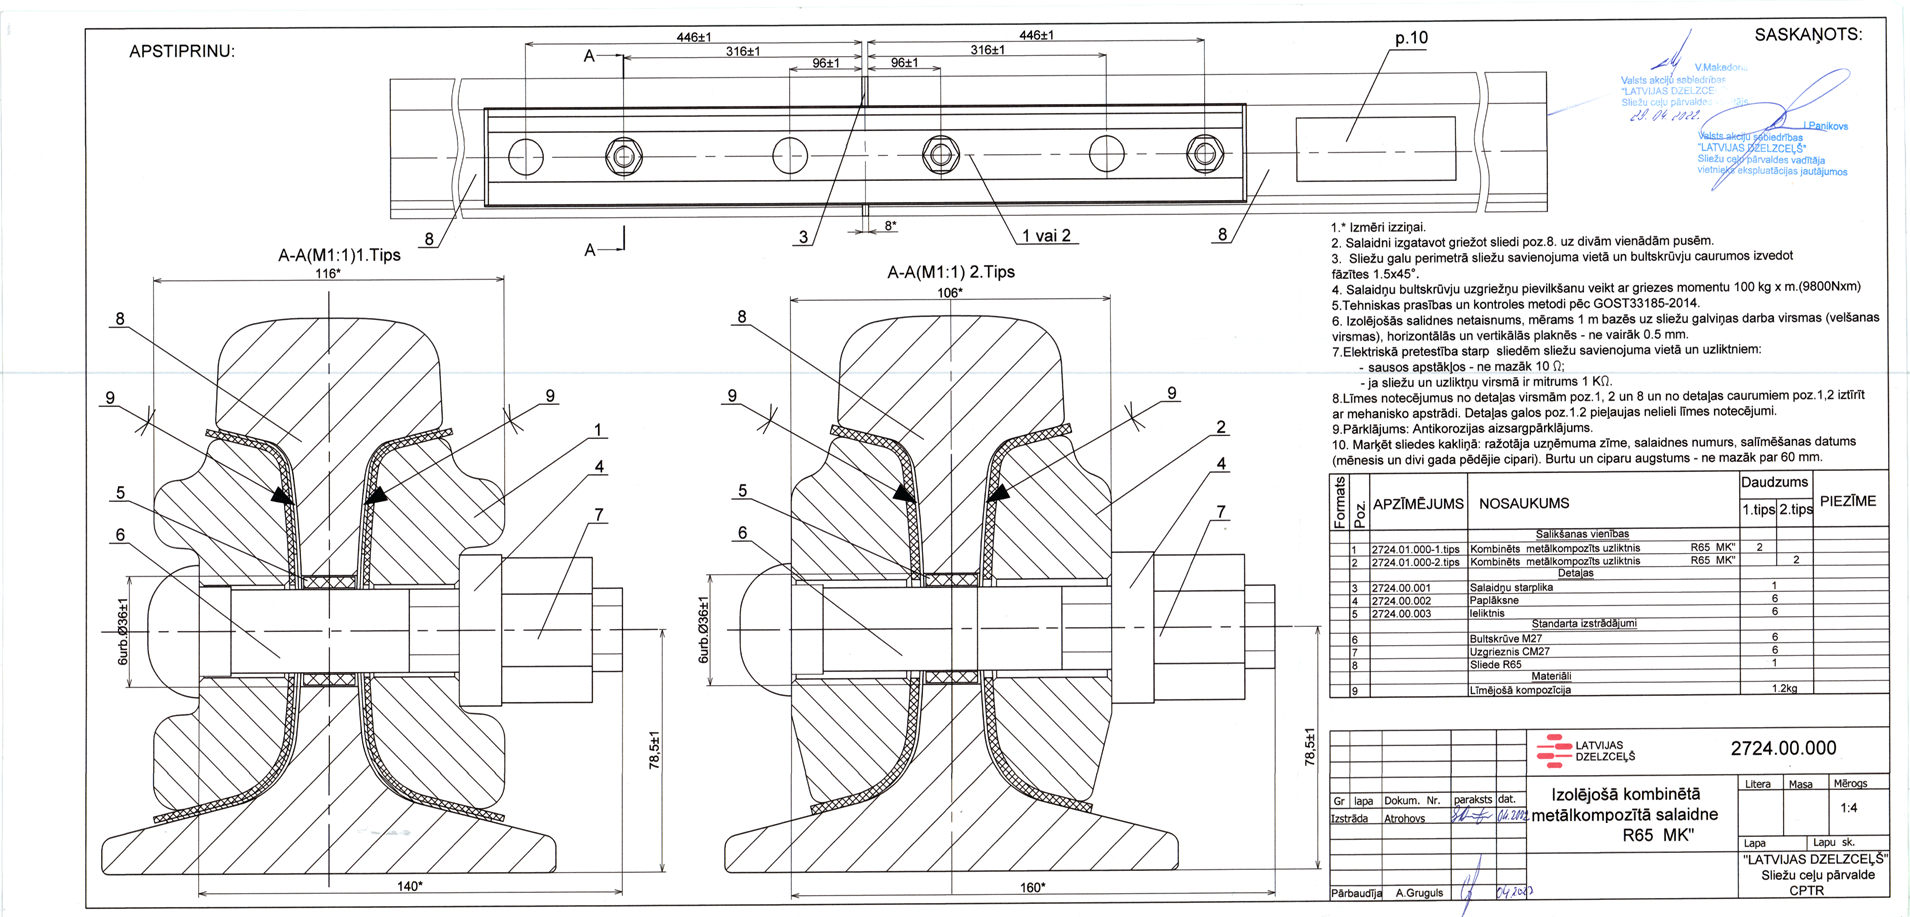 APSTIPRINU:
SASKAŅOTS:
446±1
446±1
316±1
316±1
96±1
96±1
A
A
p.10
8
3
8*
1 vai 2
8
Valsts akciju sabiedrības
"LATVIJAS DZELZCEĻ
Sliežu ceļu pārvaldes
29.04.2022.
I.Panikovs
Valsts akciju sabiedrības
"LATVIJAS DZELZCEĻŠ"
Sliežu ceļu pārvaldes vadītāja
vietnieks ekspluatācijas jautājumos
A-A(M1:1)1.Tips
116*
8
9
9
1
4
5
7
6
6urb.Ø36±1
78,5±1
140*
A-A(M1:1) 2.Tips
106*
8
9
9
2
4
5
7
6
6urb.Ø36±1
78,5±1
160*
1.* Izmēri izziņai.
2. Salaidni izgatavot griežot sliedi poz.8. uz divām vienādām pusēm.
3. Sliežu galu perimetrā sliežu savienojuma vietā un bultskrūvju caurumos izvedot
fāzītes 1.5x45°.
4. Salaidņu bultskrūvju uzgriežņu pievilkšanu veikt ar griezes momentu 100 kg x m.(9800Nxm)
5.Tehniskas prasības un kontroles metodi pēc GOST33185-2014.
6. Izolējošās salidnes netaisnums, mērams 1 m bazēs uz sliežu galviņas darba virsmas (velšanas
virsmas), horizontālās un vertikālās plaknēs - ne vairāk 0.5 mm.
7.Elektriskā pretestība starp sliedēm sliežu savienojuma vietā un uzliktniem:
- sausos apstākļos - ne mazāk 10 Ω;
- ja sliežu un uzliktņu virsmā ir mitrums 1 KΩ.
8.Līmes notecējumus no detaļas virsmām poz.1, 2 un 8 un no detaļas caurumiem poz.1,2 iztīrīt
ar mehanisko apstrādi. Detaļas galos poz.1.2 pieļaujas nelieli līmes notecējumi.
9.Pārklājums: Antikorozijas aizsargpārklājums.
10. Marķēt sliedes kakliņā: ražotāja uzņēmuma zīme, salaidnes numurs, salīmēšanas datums
(mēnesis un divi gada pēdējie cipari). Burtu un ciparu augstums - ne mazāk par 60 mm.
Formats Poz. APZĪMĒJUMS NOSAUKUMS Daudzums PIEZĪME
1.tips 2.tips
Salikšanas vienības
1 2724.01.000-1.tips Kombinēts metālkompozīts uzliktnis R65 MK" 2
2 2724.01.000-2.tips Kombinēts metālkompozīts uzliktnis R65 MK" 2
Detaļas
3 2724.00.001 Salaidņu starplika 1
4 2724.00.002 Paplāksne 6
5 2724.00.003 Ieliktnis 6
Standarta izstrādājumi
6 Bultskrūve M27 6
7 Uzgrieznis CM27 6
8 Sliede R65 1
Materiāli
9 Līmējošā kompozīcija 1.2kg
LATVIJAS
DZELZCEĻŠ
2724.00.000
Gr lapa Dokum. Nr. paraksts dat.
Izstrāda Atrohovs 04.2022
Pārbaudīja A.Gruguls
Izolējošā kombinētā
metālkompozītā salaidne
R65 MK"
Litera Masa Mērogs
1:4
Lapa Lapu sk.
"LATVIJAS DZELZCEĻŠ"
Sliežu ceļu pārvalde
CPTR